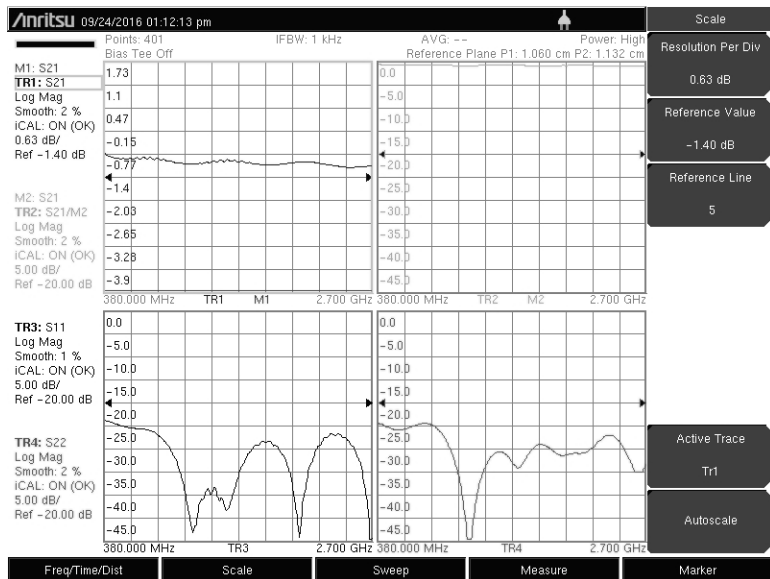 Anritsu 09/24/2016 01:12:13 pm
Scale
Points: 401
IFBW: 1 kHz
AVG: --
Power: High
Bias Tee Off
Reference Plane P1: 1.060 cm P2: 1.132 cm
M1: S21
TR1: S21
Log Mag
Smooth: 2 %
iCAL: ON (OK)
0.63 dB/
Ref -1.40 dB
M2: S21
TR2: S21/M2
Log Mag
Smooth: 2 %
iCAL: ON (OK)
5.00 dB/
Ref -20.00 dB
1.73
1.1
0.47
-0.15
-0.77
-1.4
-2.03
-2.65
-3.28
-3.9
380.000 MHz
TR1
M1
2.700 GHz
0.0
-5.0
-10.0
-15.0
-20.0
-25.0
-30.0
-35.0
-40.0
-45.0
380.000 MHz
TR2
M2
2.700 GHz
TR3: S11
Log Mag
Smooth: 1 %
iCAL: ON (OK)
5.00 dB/
Ref -20.00 dB
TR4: S22
Log Mag
Smooth: 2 %
iCAL: ON (OK)
5.00 dB/
Ref -20.00 dB
0.0
-5.0
-10.0
-15.0
-20.0
-25.0
-30.0
-35.0
-40.0
-45.0
380.000 MHz
TR3
2.700 GHz
0.0
-5.0
-10.0
-15.0
-20.0
-25.0
-30.0
-35.0
-40.0
-45.0
380.000 MHz
TR4
2.700 GHz
Resolution Per Div
0.63 dB
Reference Value
-1.40 dB
Reference Line
5
Active Trace
Tr1
Autoscale
Freq/Time/Dist
Scale
Sweep
Measure
Marker